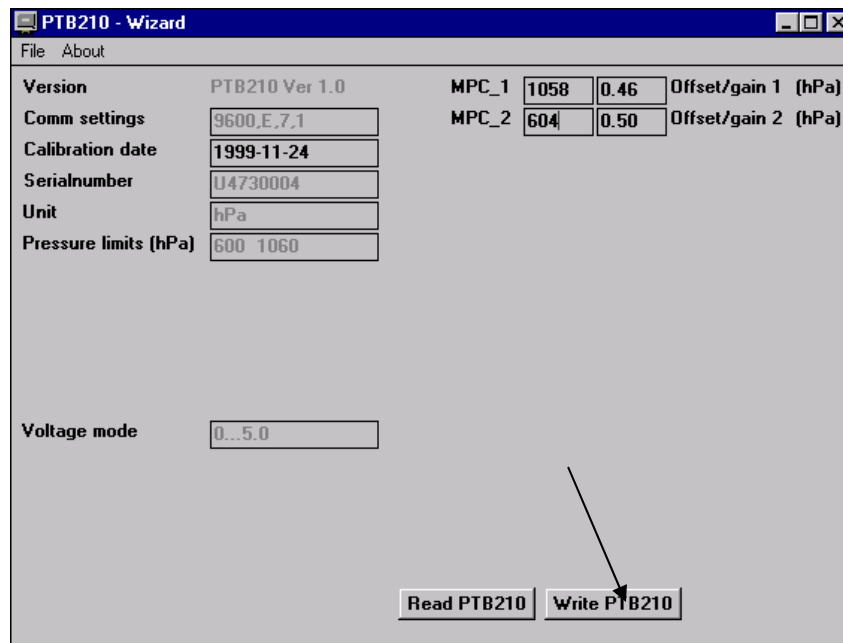 PTB210 - Wizard
File About
Version PTB210 Ver 1.0 MPC_1 1058 0.46 Offset/gain 1 (hPa)
Comm settings 9600,E,7,1 MPC_2 604 0.50 Offset/gain 2 (hPa)
Calibration date 1999-11-24
Serialnumber U4730004
Unit hPa
Pressure limits (hPa) 600 1060
Voltage mode 0...5.0
Read PTB210 Write PTB210